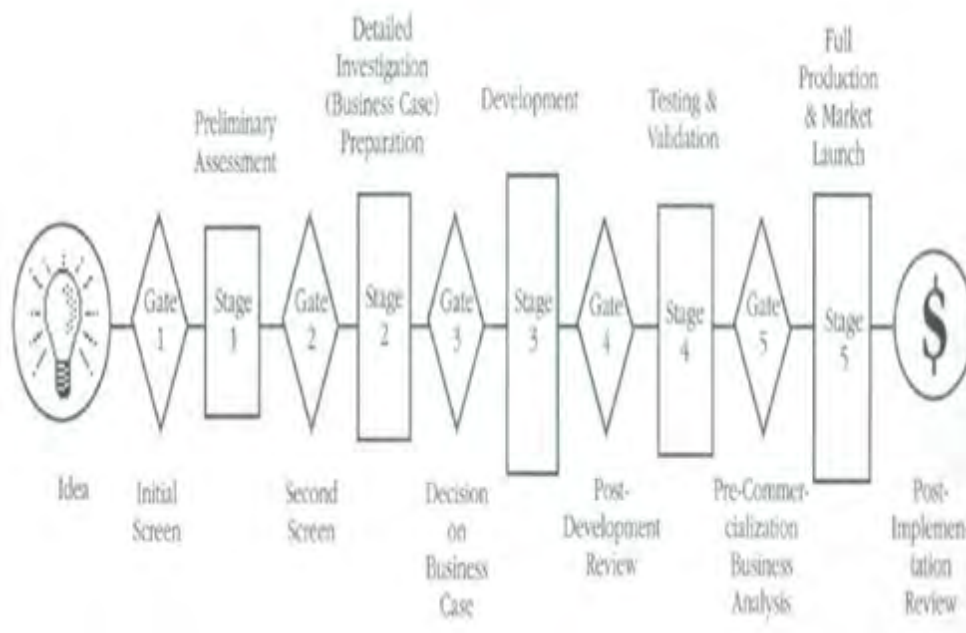 Preliminary
Assessment
Detailed
Investigation
(Business Case)
Preparation
Development
Testing &
Validation
Full
Production
& Market
Launch
Gate
1
Stage
1
Gate
2
Stage
2
Gate
3
Stage
3
Gate
4
Stage
4
Gate
5
Stage
5
$
Idea
Initial
Screen
Second
Screen
Decision
on
Business
Case
Post-
Development
Review
Pre-Commer-
cialization
Business
Analysis
Post-
Implemen-
tation
Review